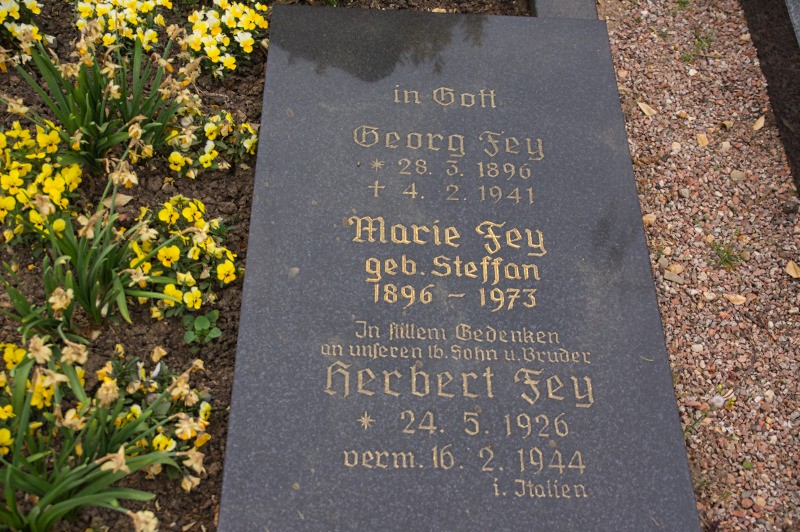 in Gott
Georg Fey
* 28. 3. 1896
† 4. 2. 1941
Marie Fey
geb. Steffan
1896 – 1973
In stillem Gedenken
an unseren lb. Sohn u. Bruder
Herbert Fey
* 24. 5. 1926
verm. 16. 2. 1944
i. Italien